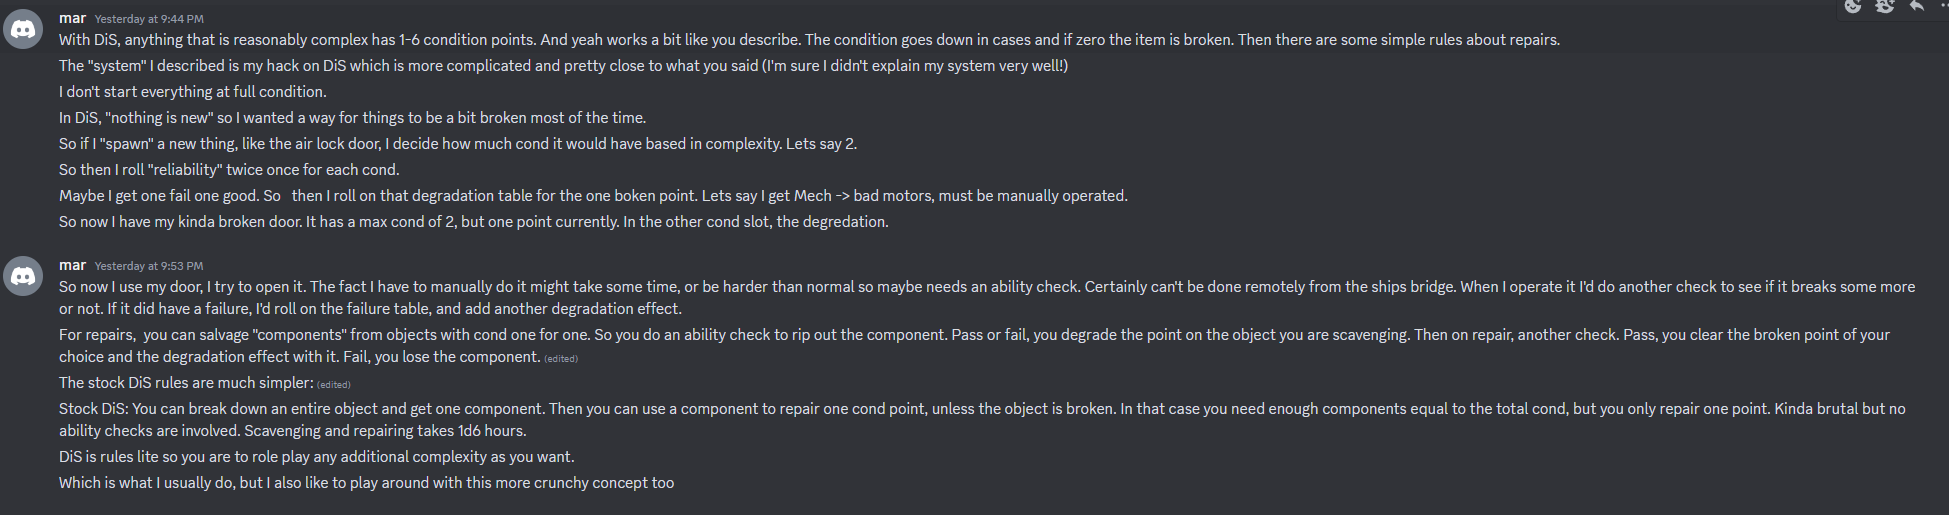 mar Yesterday at 9:44 PM
With DiS, anything that is reasonably complex has 1-6 condition points. And yeah works a bit like you describe. The condition goes down in cases and if zero the item is broken. Then there are some simple rules about repairs.
The "system" I described is my hack on DiS which is more complicated and pretty close to what you said (I'm sure I didn't explain my system very well!)
I don't start everything at full condition.
In DiS, "nothing is new" so I wanted a way for things to be a bit broken most of the time.
So if I "spawn" a new thing, like the air lock door, I decide how much cond it would have based in complexity. Lets say 2.
So then I roll "reliability" twice once for each cond.
Maybe I get one fail one good. So   then I roll on that degradation table for the one boken point. Lets say I get Mech -> bad motors, must be manually operated.
So now I have my kinda broken door. It has a max cond of 2, but one point currently. In the other cond slot, the degredation.
mar Yesterday at 9:53 PM
So now I use my door, I try to open it. The fact I have to manually do it might take some time, or be harder than normal so maybe needs an ability check. Certainly can't be done remotely from the ships bridge. When I operate it I'd do another check to see if it breaks some more
or not. If it did have a failure, I'd roll on the failure table, and add another degradation effect.
For repairs,  you can salvage "components" from objects with cond one for one. So you do an ability check to rip out the component. Pass or fail, you degrade the point on the object you are scavenging. Then on repair, another check. Pass, you clear the broken point of your
choice and the degradation effect with it. Fail, you lose the component. (edited)
The stock DiS rules are much simpler: (edited)
Stock DiS: You can break down an entire object and get one component. Then you can use a component to repair one cond point, unless the object is broken. In that case you need enough components equal to the total cond, but you only repair one point. Kinda brutal but no
ability checks are involved. Scavenging and repairing takes 1d6 hours.
DiS is rules lite so you are to role play any additional complexity as you want.
Which is what I usually do, but I also like to play around with this more crunchy concept too